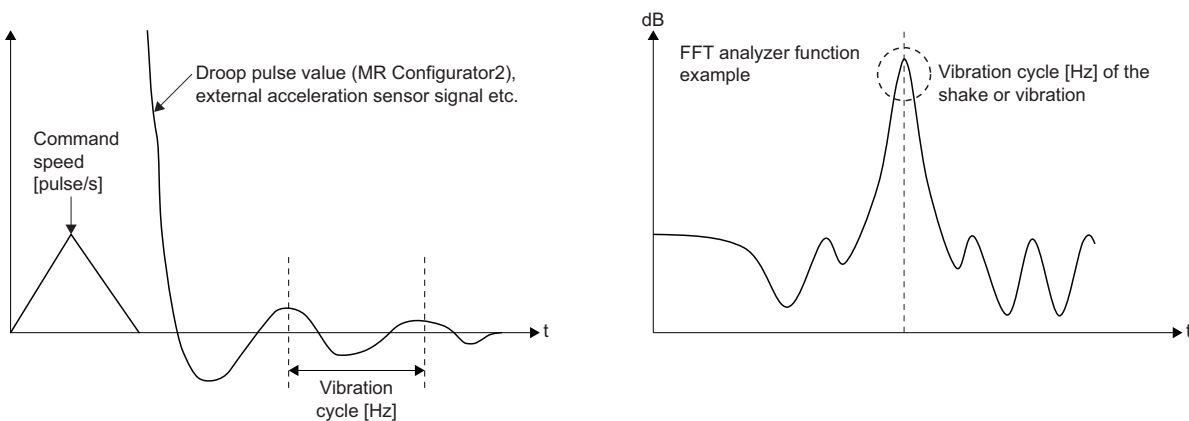 Droop pulse value (MR Configurator2),
external acceleration sensor signal etc.
Command
speed
[pulse/s]
t
Vibration
cycle [Hz]
dB
FFT analyzer function
example
Vibration cycle [Hz] of the
shake or vibration
t